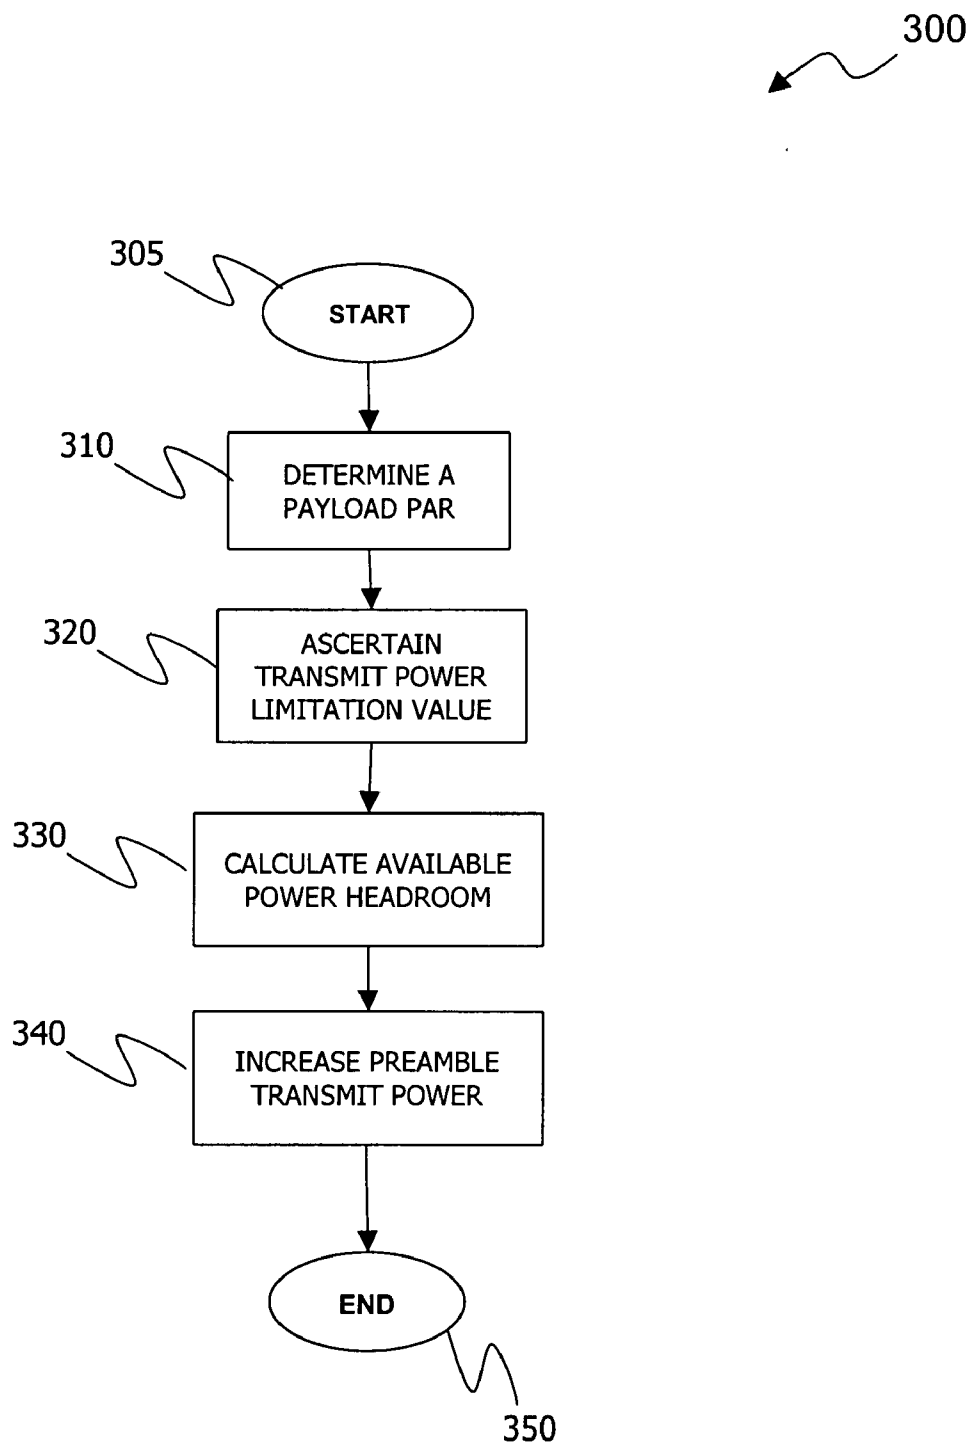 300
305
START
310
DETERMINE A
PAYLOAD PAR
320
ASCERTAIN
TRANSMIT POWER
LIMITATION VALUE
330
CALCULATE AVAILABLE
POWER HEADROOM
340
INCREASE PREAMBLE
TRANSMIT POWER
END
350